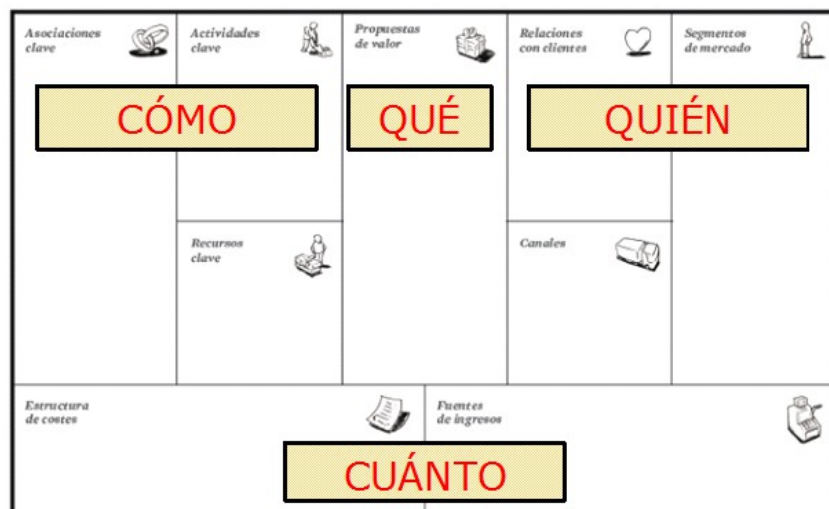 Asociaciones
clave
Actividades
clave
Propuestas
de valor
Relaciones
con clientes
Segmentos
de mercado
CÓMO
QUÉ
QUIÉN
Recursos
clave
Canales
Estructura
de costes
Fuentes
de ingresos
CUÁNTO